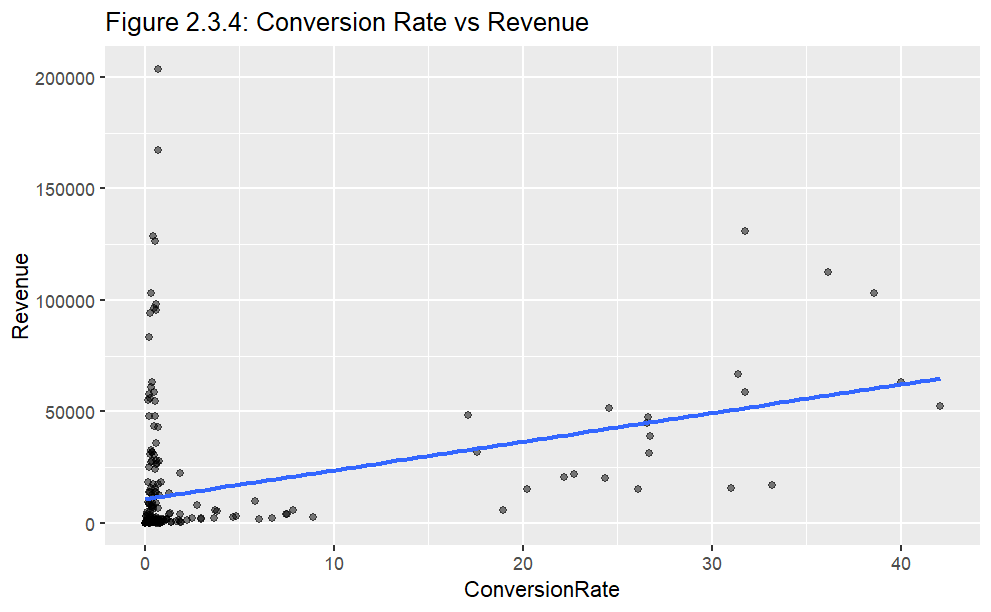 Figure 2.3.4: Conversion Rate vs Revenue
200000
150000
100000
50000
0
Revenue
0 10 20 30 40
ConversionRate